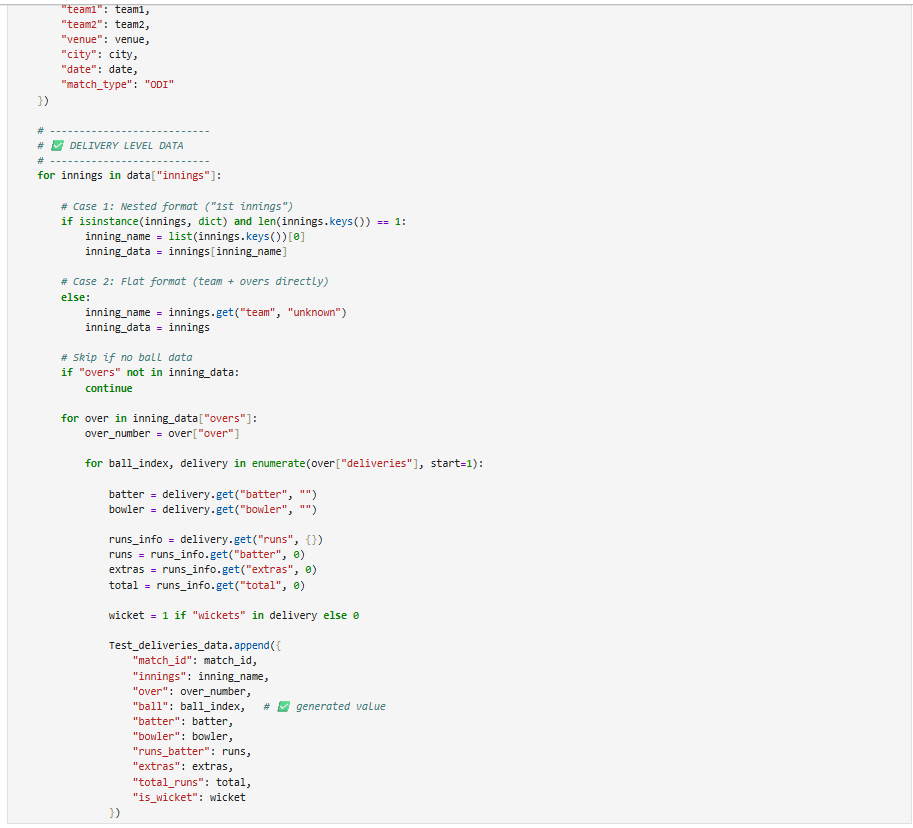 "team1": team1,
"team2": team2,
"venue": venue,
"city": city,
"date": date,
"match_type": "ODI"
})
# ---------------------------
# ✅ DELIVERY LEVEL DATA
# ---------------------------
for innings in data["innings"]:
# Case 1: Nested format ("1st innings")
if isinstance(innings, dict) and len(innings.keys()) == 1:
inning_name = list(innings.keys())[0]
inning_data = innings[inning_name]
# Case 2: Flat format (team + overs directly)
else:
inning_name = innings.get("team", "unknown")
inning_data = innings
# Skip if no ball data
if "overs" not in inning_data:
continue
for over in inning_data["overs"]:
over_number = over["over"]
for ball_index, delivery in enumerate(over["deliveries"], start=1):
batter = delivery.get("batter", "")
bowler = delivery.get("bowler", "")
runs_info = delivery.get("runs", {})
runs = runs_info.get("batter", 0)
extras = runs_info.get("extras", 0)
total = runs_info.get("total", 0)
wicket = 1 if "wickets" in delivery else 0
Test_deliveries_data.append({
"match_id": match_id,
"innings": inning_name,
"over": over_number,
"ball": ball_index,   # ✅ generated value
"batter": batter,
"bowler": bowler,
"runs_batter": runs,
"extras": extras,
"total_runs": total,
"is_wicket": wicket
})